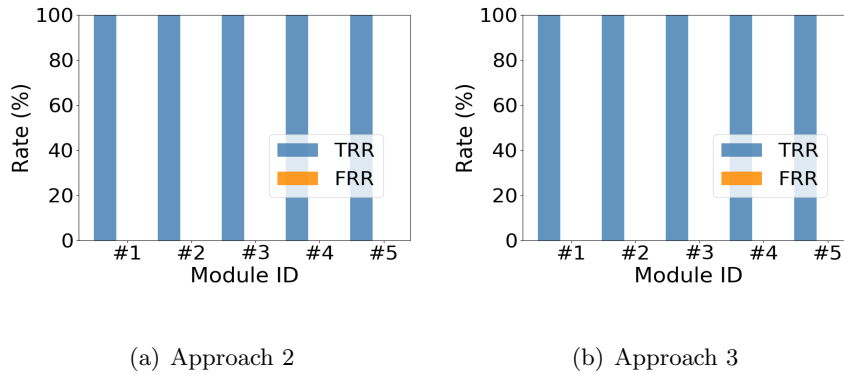 100
80
60
40
20
0
Rate (%)
TRR
FRR
#1 #2 #3 #4 #5
Module ID
(a) Approach 2
100
80
60
40
20
0
Rate (%)
TRR
FRR
#1 #2 #3 #4 #5
Module ID
(b) Approach 3